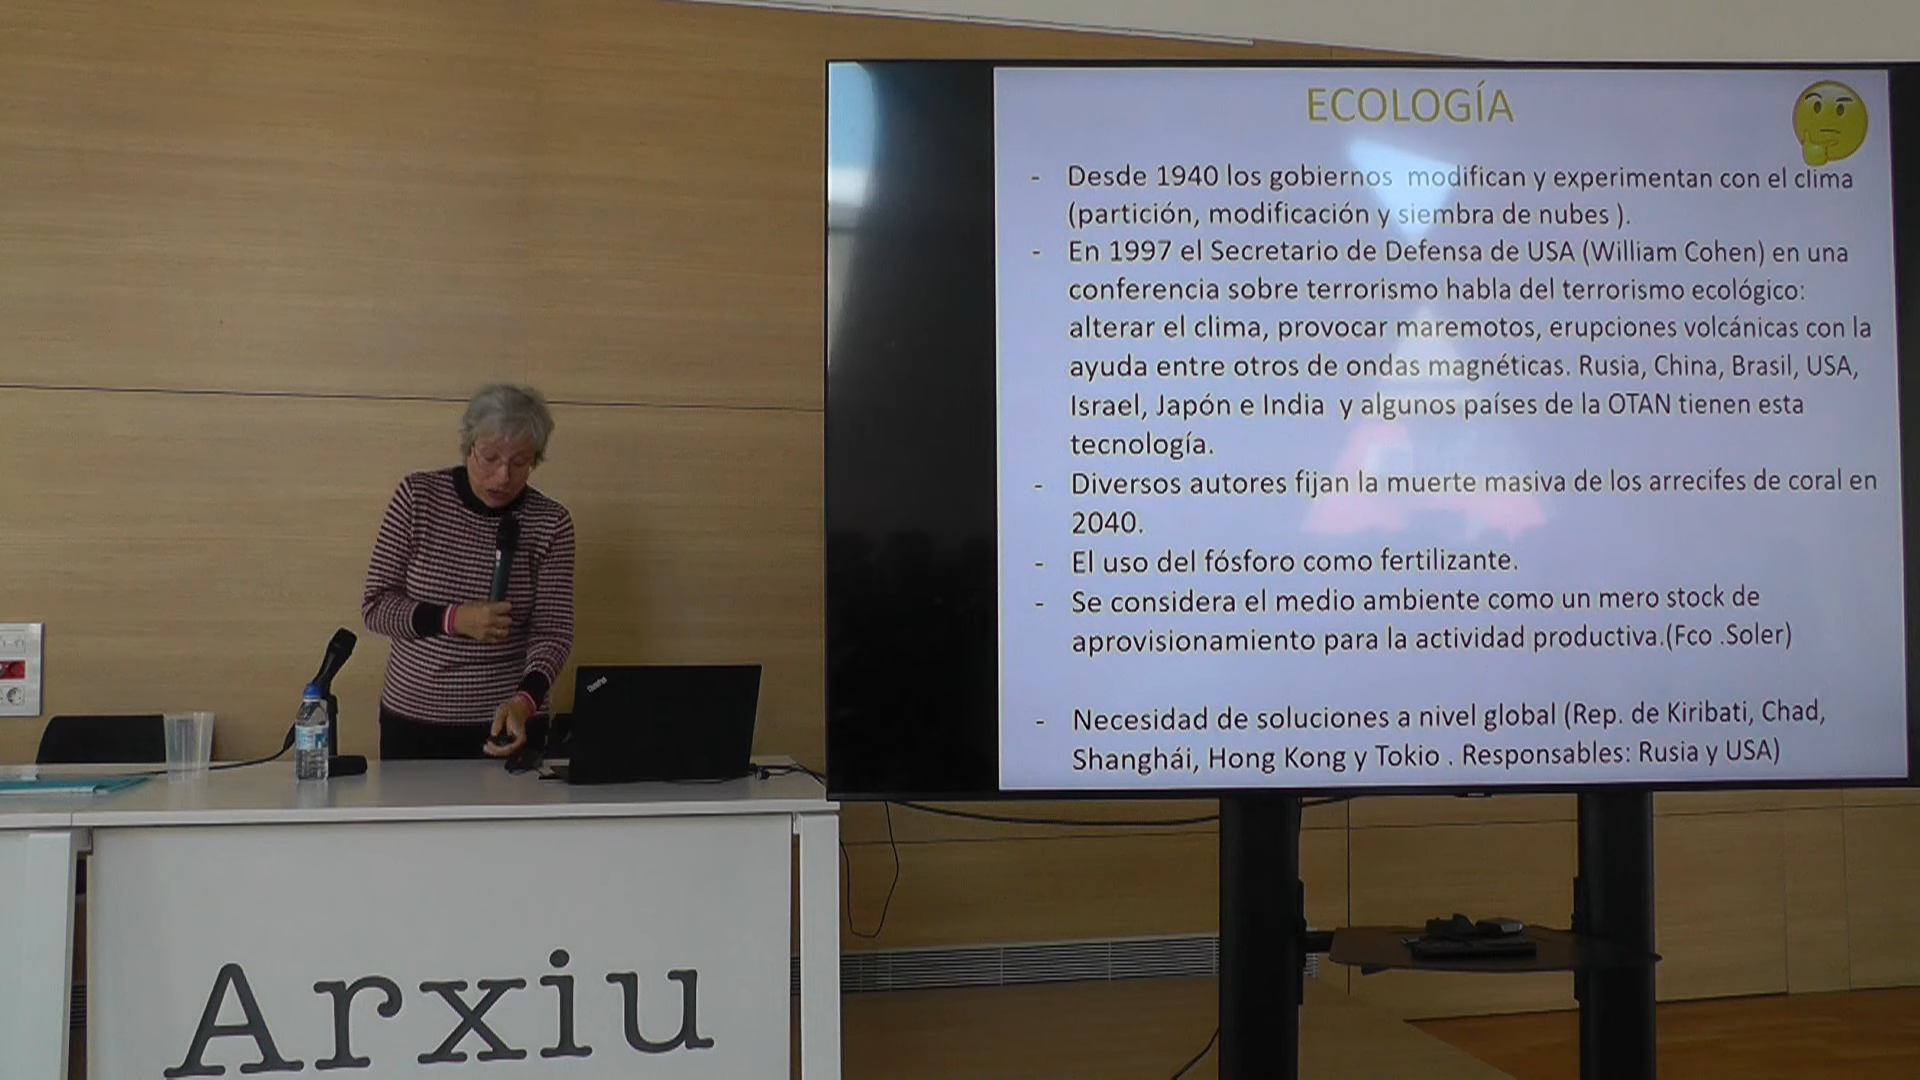 ECOLOGÍA
- Desde 1940 los gobiernos modifican y experimentan con el clima
(partición, modificación y siembra de nubes ).
- En 1997 el Secretario de Defensa de USA (William Cohen) en una
conferencia sobre terrorismo habla del terrorismo ecológico:
alterar el clima, provocar maremotos, erupciones volcánicas con la
ayuda entre otros de ondas magnéticas. Rusia, China, Brasil, USA,
Israel, Japón e India y algunos países de la OTAN tienen esta
tecnología.
- Diversos autores fijan la muerte masiva de los arrecifes de coral en
2040.
- El uso del fósforo como fertilizante.
- Se considera el medio ambiente como un mero stock de
aprovisionamiento para la actividad productiva.(Fco .Soler)
- Necesidad de soluciones a nivel global (Rep. de Kiribati, Chad,
Shanghái, Hong Kong y Tokio . Responsables: Rusia y USA)
ThinkPad
Arxiu